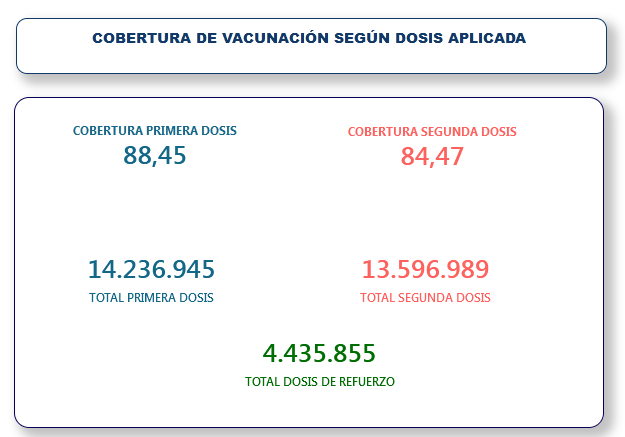 COBERTURA DE VACUNACIÓN SEGÚN DOSIS APLICADA
COBERTURA PRIMERA DOSIS
88,45
COBERTURA SEGUNDA DOSIS
84,47
14.236.945
TOTAL PRIMERA DOSIS
13.596.989
TOTAL SEGUNDA DOSIS
4.435.855
TOTAL DOSIS DE REFUERZO